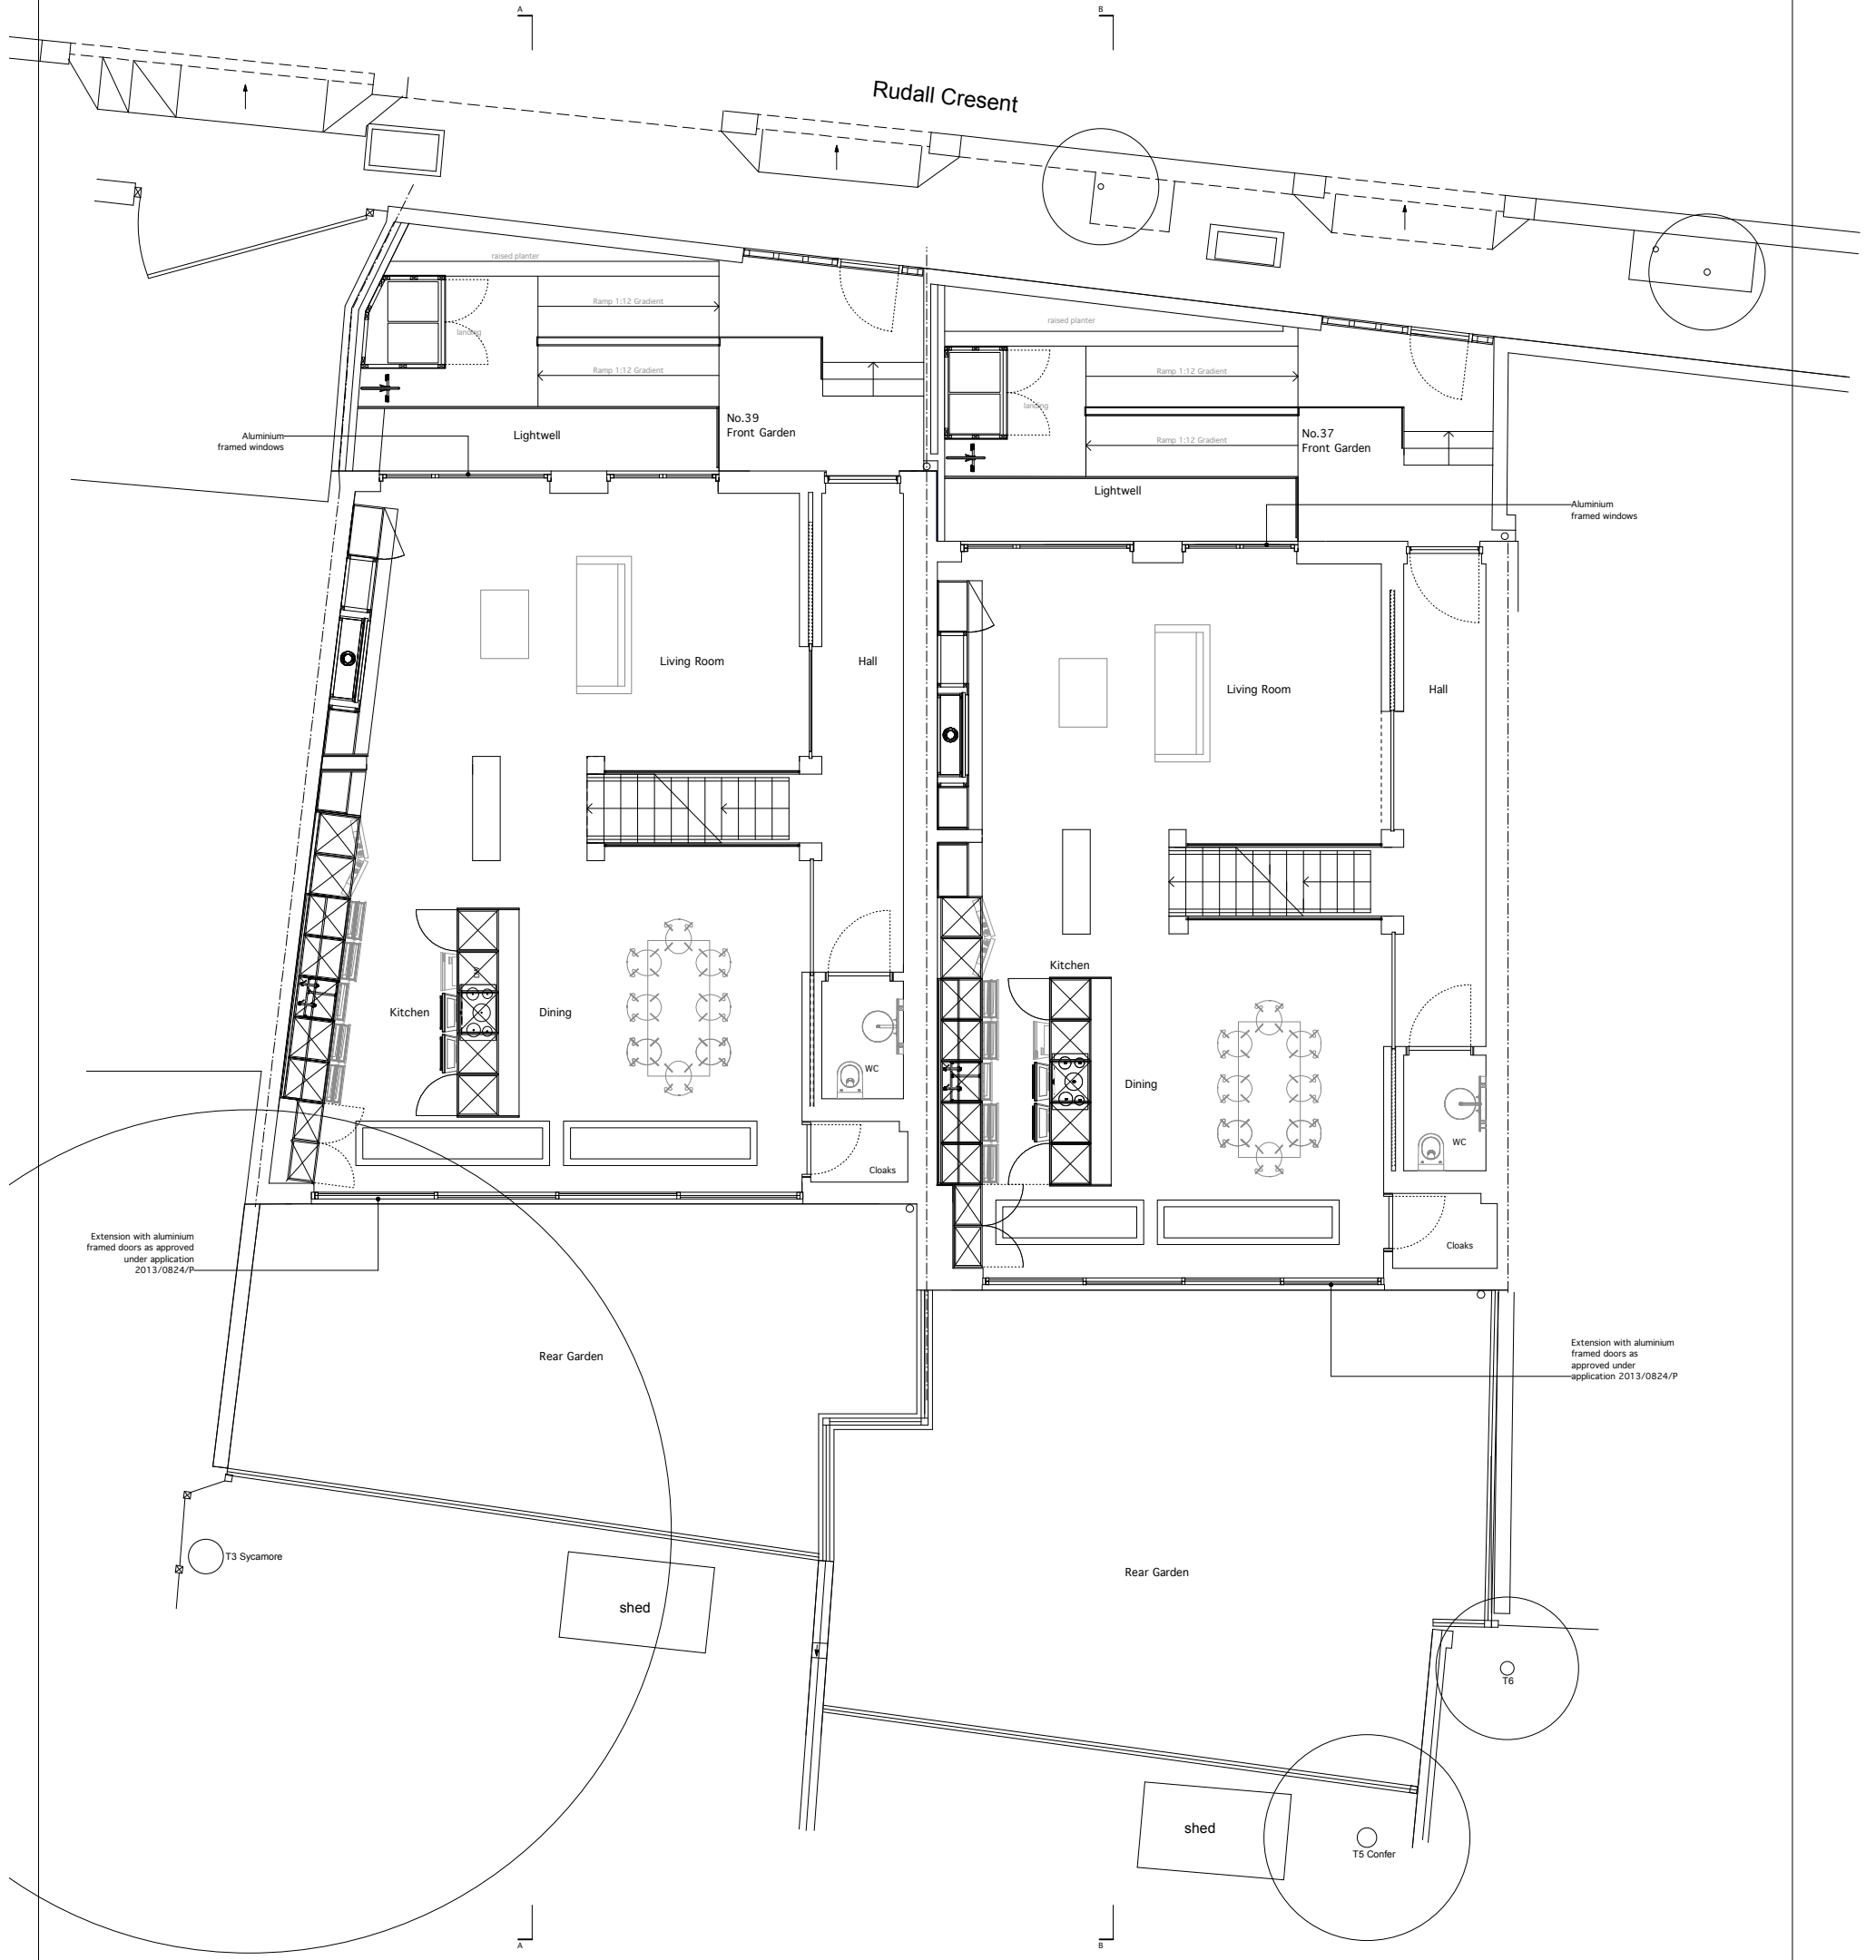 A
B
Rudall Cresent
raised planter
Ramp 1:12 Gradient
landing
Ramp 1:12 Gradient
raised planter
Ramp 1:12 Gradient
landing
Ramp 1:12 Gradient
No.39
Front Garden
No.37
Front Garden
Aluminium
framed windows
Lightwell
Lightwell
Aluminium
framed windows
Living Room
Hall
Living Room
Hall
Kitchen
Kitchen
Dining
WC
Dining
WC
Cloaks
Cloaks
Extension with aluminium
framed doors as approved
under application
2013/0824/P
Rear Garden
Extension with aluminium
framed doors as
approved under
application 2013/0824/P
T3 Sycamore
Rear Garden
shed
T6
shed
T5 Confer
A
B